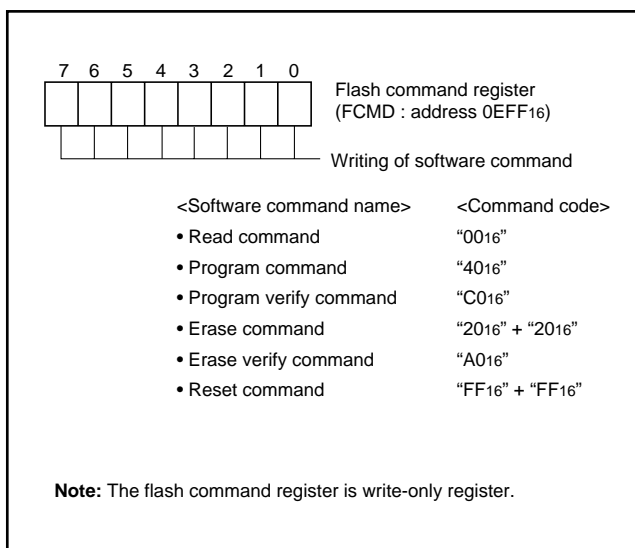 7 6 5 4 3 2 1 0
Flash command register
(FCMD : address 0EFF16)
Writing of software command
<Software command name> <Command code>
• Read command “0016”
• Program command “4016”
• Program verify command “C016”
• Erase command “2016” + “2016”
• Erase verify command “A016”
• Reset command “FF16” + “FF16”
Note: The flash command register is write-only register.